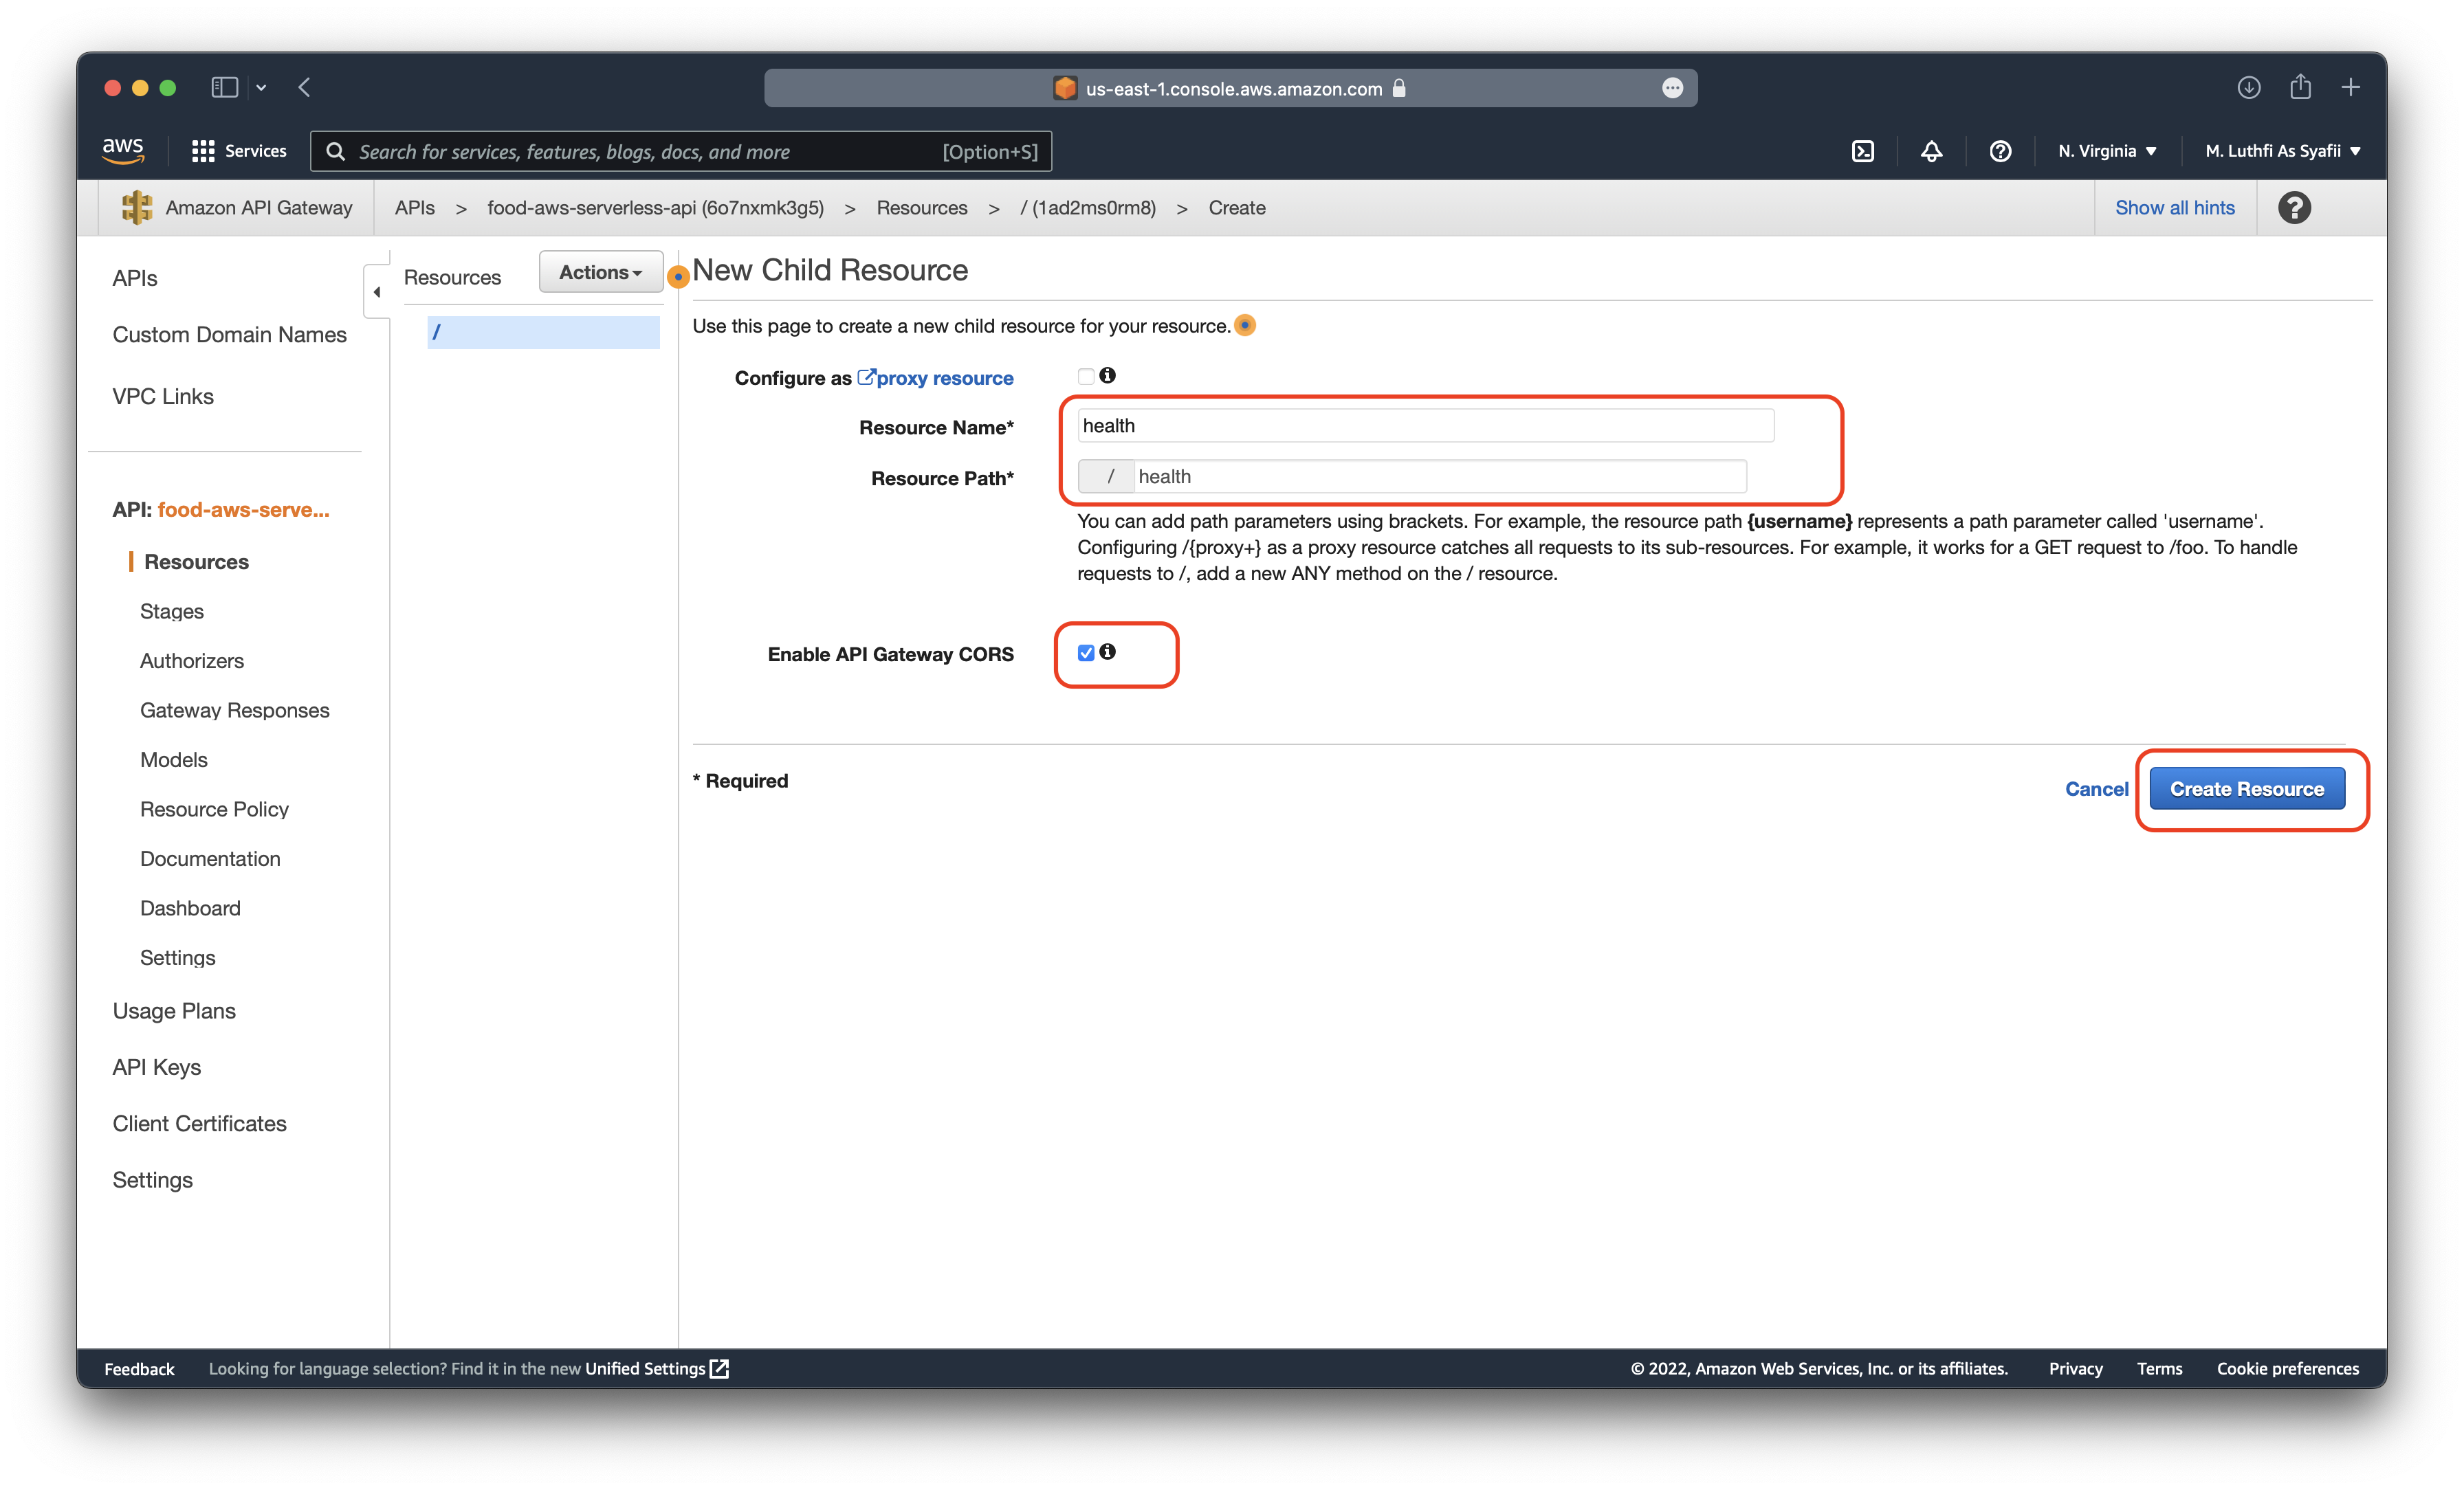 us-east-1.console.aws.amazon.com
aws
Services
Search for services, features, blogs, docs, and more
[Option+S]
N. Virginia
M. Luthfi As Syafii
Amazon API Gateway
APIs > food-aws-serverless-api (6o7nxmk3g5) > Resources > / (1ad2ms0rm8) > Create
Show all hints
APIs
Custom Domain Names
VPC Links
API: food-aws-serve...
Resources
Stages
Authorizers
Gateway Responses
Models
Resource Policy
Documentation
Dashboard
Settings
Usage Plans
API Keys
Client Certificates
Settings
Resources
Actions
/
New Child Resource
Use this page to create a new child resource for your resource.
Configure as proxy resource
Resource Name*
health
Resource Path*
/ health
You can add path parameters using brackets. For example, the resource path {username} represents a path parameter called 'username'.
Configuring /{proxy+} as a proxy resource catches all requests to its sub-resources. For example, it works for a GET request to /foo. To handle
requests to /, add a new ANY method on the / resource.
Enable API Gateway CORS
* Required
Cancel
Create Resource
Feedback
Looking for language selection? Find it in the new Unified Settings
© 2022, Amazon Web Services, Inc. or its affiliates.
Privacy
Terms
Cookie preferences